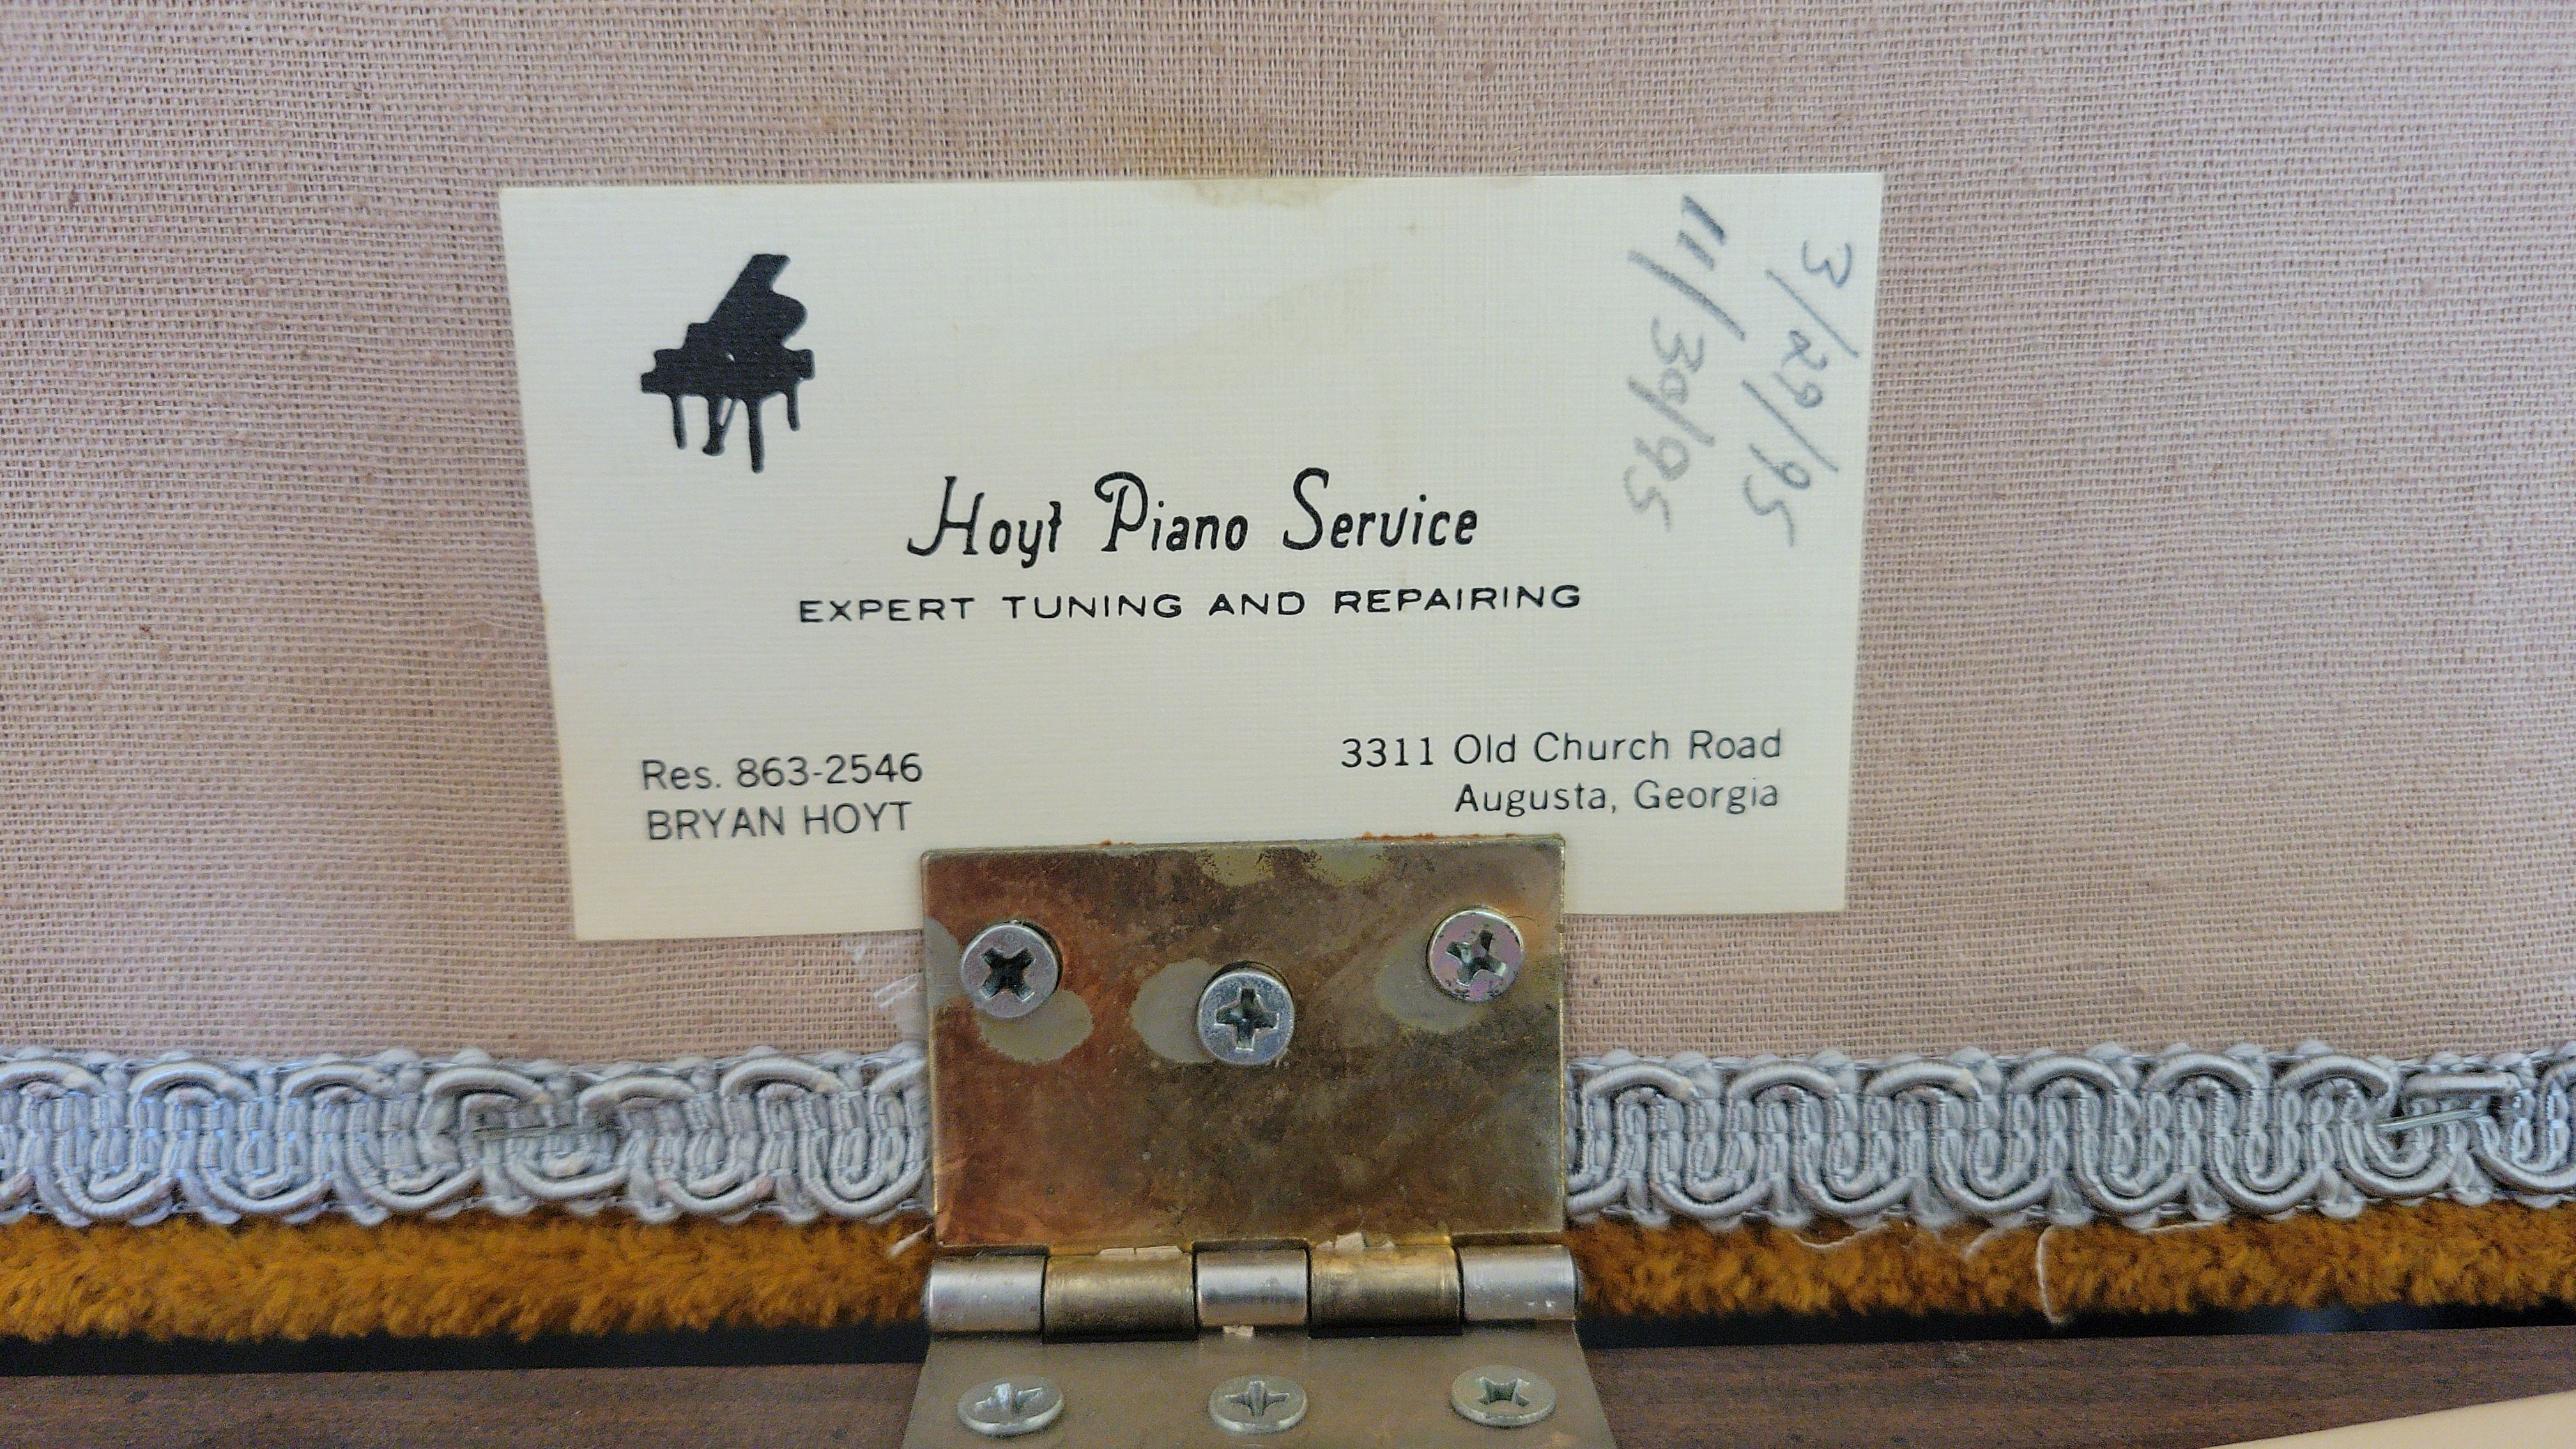 3/29/95
11/30/95
Hoyt Piano Service
EXPERT TUNING AND REPAIRING
Res. 863-2546
BRYAN HOYT
3311 Old Church Road
Augusta, Georgia